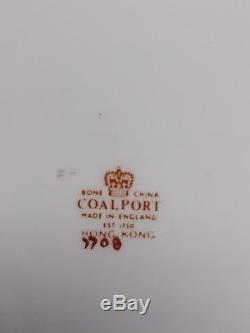 BONE CHINA
COALPORT
MADE IN ENGLAND
EST 1750
HONG KONG